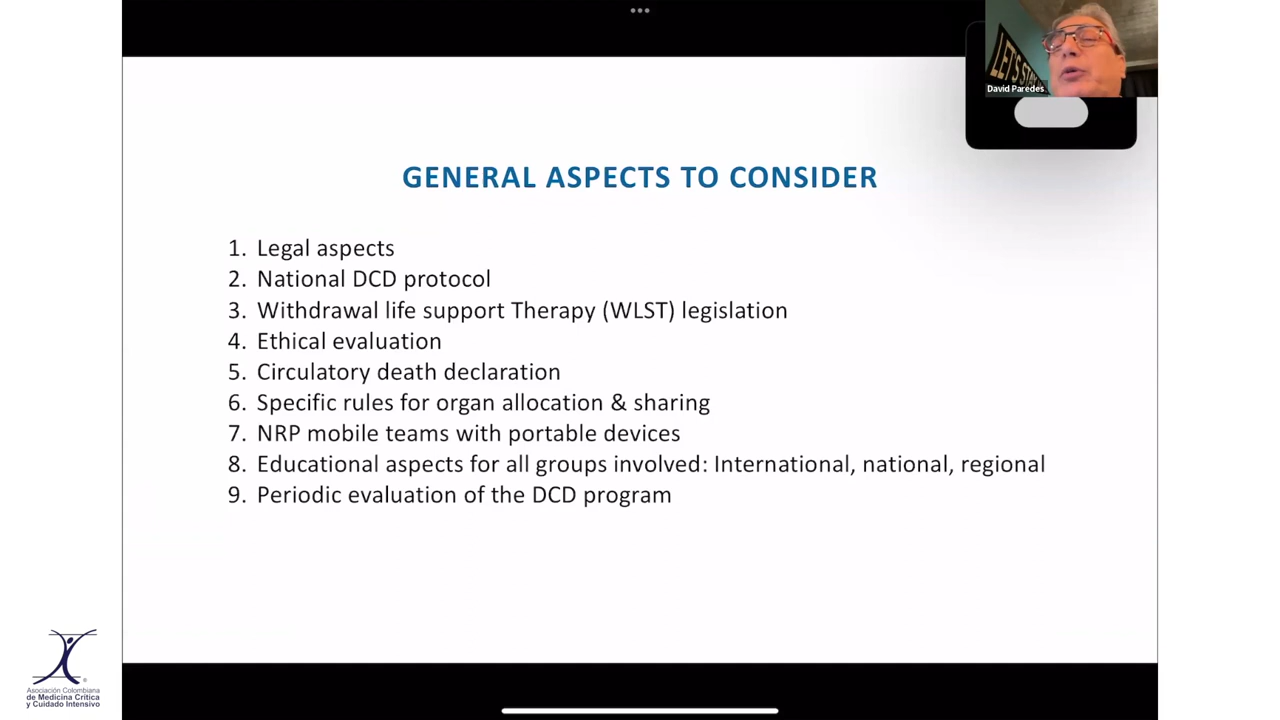 LET'S
David Paredes
GENERAL ASPECTS TO CONSIDER
1. Legal aspects
2. National DCD protocol
3. Withdrawal life support Therapy (WLST) legislation
4. Ethical evaluation
5. Circulatory death declaration
6. Specific rules for organ allocation & sharing
7. NRP mobile teams with portable devices
8. Educational aspects for all groups involved: International, national, regional
9. Periodic evaluation of the DCD program
Asociación Colombiana
de Medicina Crítica
y Cuidado Intensivo